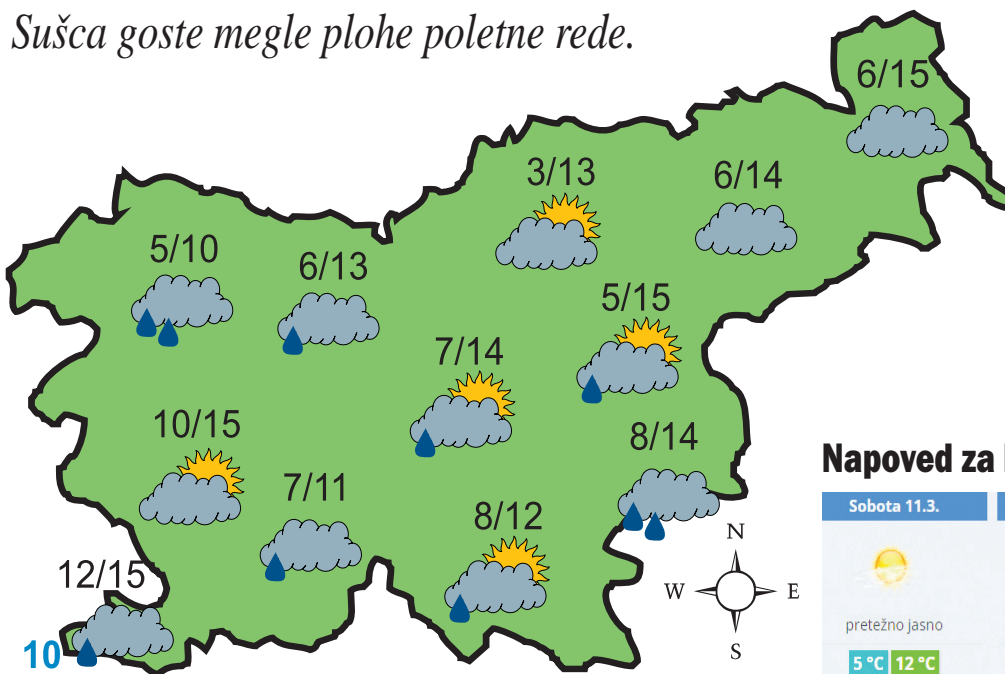 Sušca goste megle plohe poletne rede.
6/15
3/13
6/14
5/10
6/13
5/15
7/14
10/15
8/14
7/11
8/12
12/15
10
N
W E
S
Napoved za
Sobota 11.3.
pretežno jasno
5 °C 12 °C